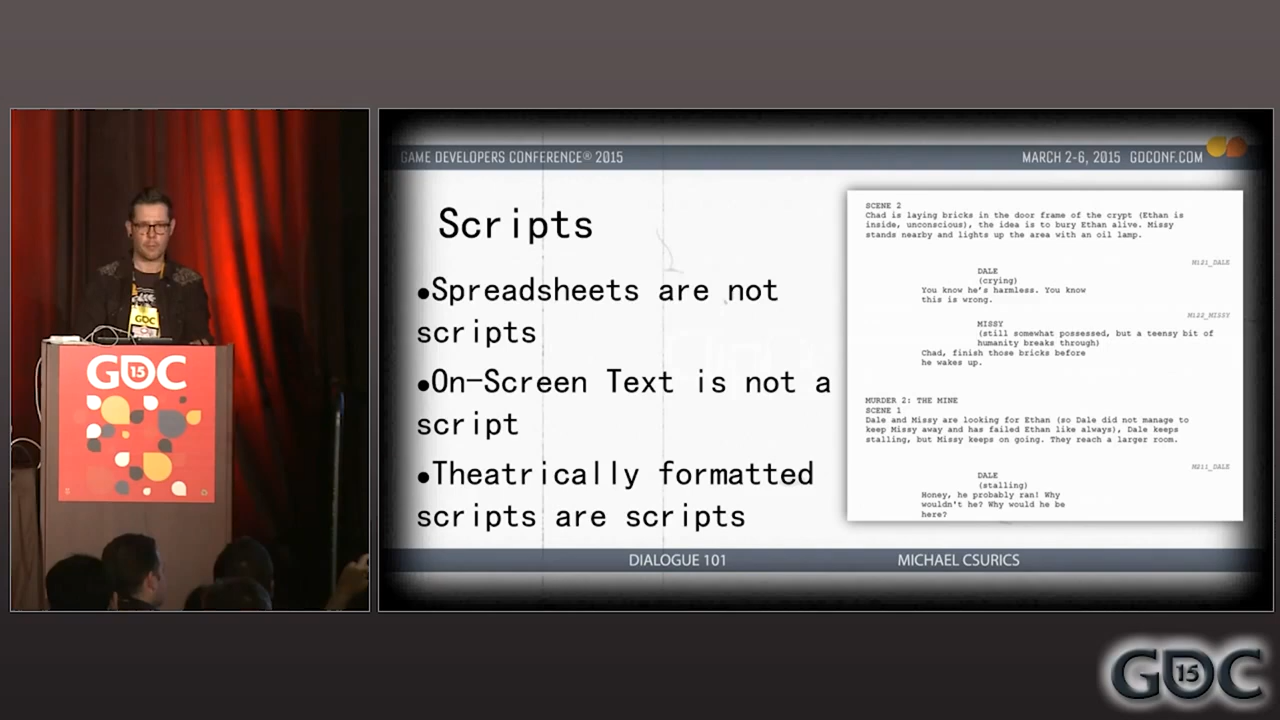 GAME DEVELOPERS CONFERENCE® 2015
MARCH 2-6, 2015 GDCONF.COM
Scripts
•Spreadsheets are not
scripts
•On-Screen Text is not a
script
•Theatrically formatted
scripts are scripts
SCENE 2
Chad is laying bricks in the door frame of the crypt (Ethan is
inside, unconscious), the idea is to bury Ethan alive. Missy
stands nearby and lights up the area with an oil lamp.
M121_DALE
DALE
(crying)
You know he's harmless. You know
this is wrong.
M122_MISSY
MISSY
(still somewhat possessed, but a teensy bit of
humanity breaks through)
Chad, finish those bricks before
he wakes up.
MURDER 2: THE MINE
SCENE 1
Dale and Missy are looking for Ethan (so Dale did not manage to
keep Missy away and has failed Ethan like always), Dale keeps
stalling, but Missy keeps on going. They reach a larger room.
M211_DALE
DALE
(stalling)
Honey, he probably ran! Why
wouldn't he? Why would he be
here?
DIALOGUE 101
MICHAEL CSURICS
GDC
GDC
15
GDC
15